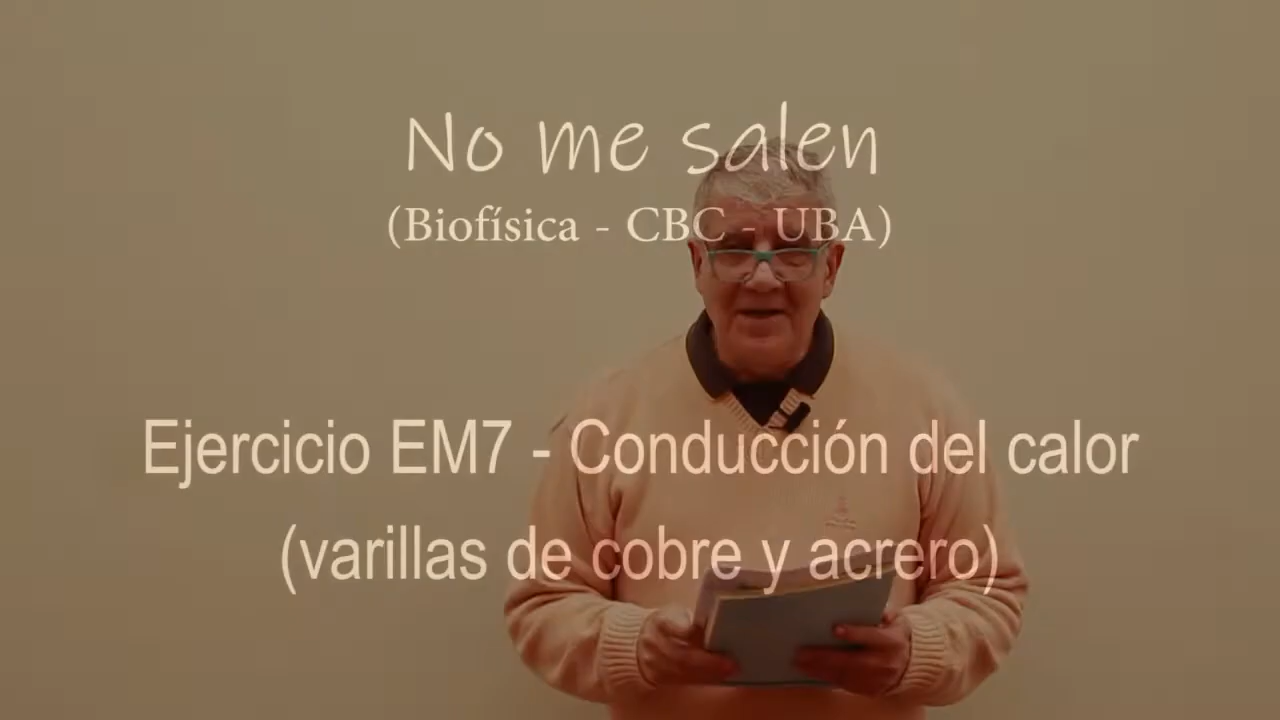 No me salen
(Biofísica - CBC - UBA)
Ejercicio EM7 - Conducción del calor
(varillas de cobre y acrero)